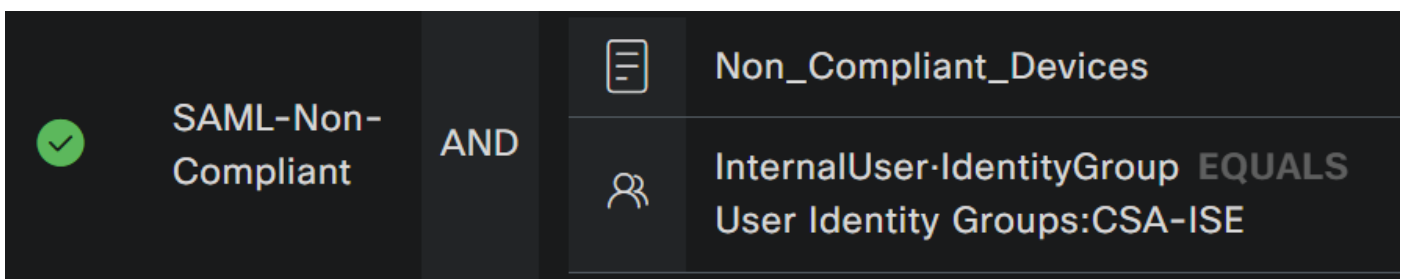 SAML-Non-
Compliant
AND
Non_Compliant_Devices
InternalUser·IdentityGroup EQUALS
User Identity Groups:CSA-ISE